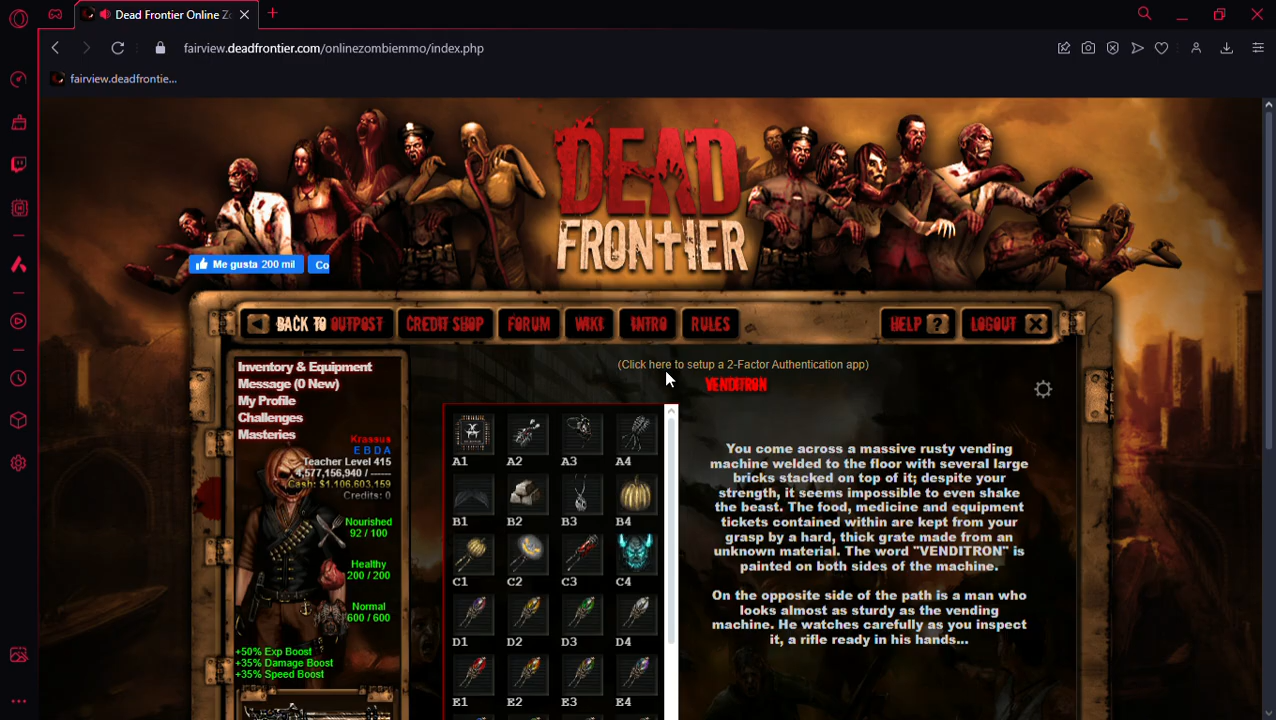 Dead Frontier Online Zo
fairview.deadfrontier.com/onlinezombiemmo/index.php
fairview.deadfrontie...
DEAD
FRONTIER
Me gusta 200 mil
Co
BACK TO OUTPOST
CREDIT SHOP
FORUM
WIKI
INTRO
RULES
HELP ?
LOGOUT
(Click here to setup a 2-Factor Authentication app)
VENDITRON
Inventory & Equipment
Message (0 New)
My Profile
Challenges
Masteries
Krassus
E B D A
Teacher Level 415
4,577,156,940 / ------
Cash: $1.106.603.159
Credits: 0
Nourished
92 / 100
Healthy
200 / 200
Normal
600 / 600
+50% Exp Boost
+35% Damage Boost
+35% Speed Boost
A1 A2 A3 A4
B1 B2 B3 B4
C1 C2 C3 C4
D1 D2 D3 D4
E1 E2 E3 E4
You come across a massive rusty vending
machine welded to the floor with several large
bricks stacked on top of it; despite your
strength, it seems impossible to even shake
the beast. The food, medicine and equipment
tickets contained within are kept from your
grasp by a hard, thick grate made from an
unknown material. The word "VENDITRON" is
painted on both sides of the machine.
On the opposite side of the path is a man who
looks almost as sturdy as the vending
machine. He watches carefully as you inspect
it, a rifle ready in his hands...